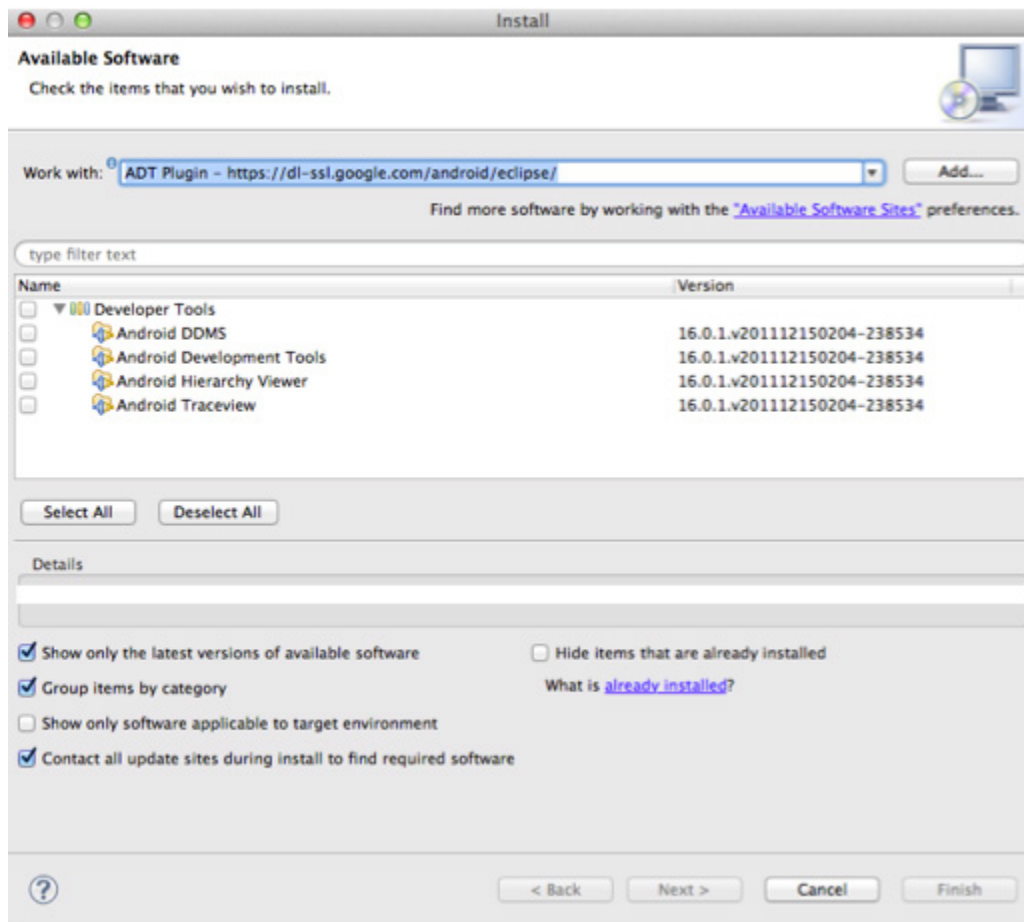 Install
Available Software
Check the items that you wish to install.
Work with: ADT Plugin - https://dl-ssl.google.com/android/eclipse/ Add...
Find more software by working with the "Available Software Sites" preferences.
type filter text
Name Version
Developer Tools
Android DDMS 16.0.1.v201112150204-238534
Android Development Tools 16.0.1.v201112150204-238534
Android Hierarchy Viewer 16.0.1.v201112150204-238534
Android Traceview 16.0.1.v201112150204-238534
Select All Deselect All
Details
Show only the latest versions of available software Hide items that are already installed
Group items by category What is already installed?
Show only software applicable to target environment
Contact all update sites during install to find required software
? < Back Next > Cancel Finish